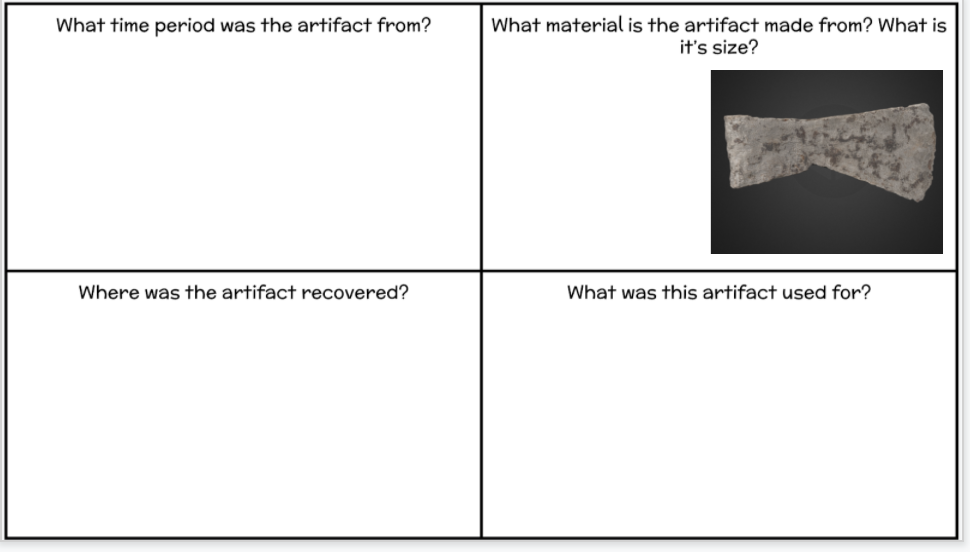 What time period was the artifact from?
What material is the artifact made from? What is
it's size?
Where was the artifact recovered?
What was this artifact used for?